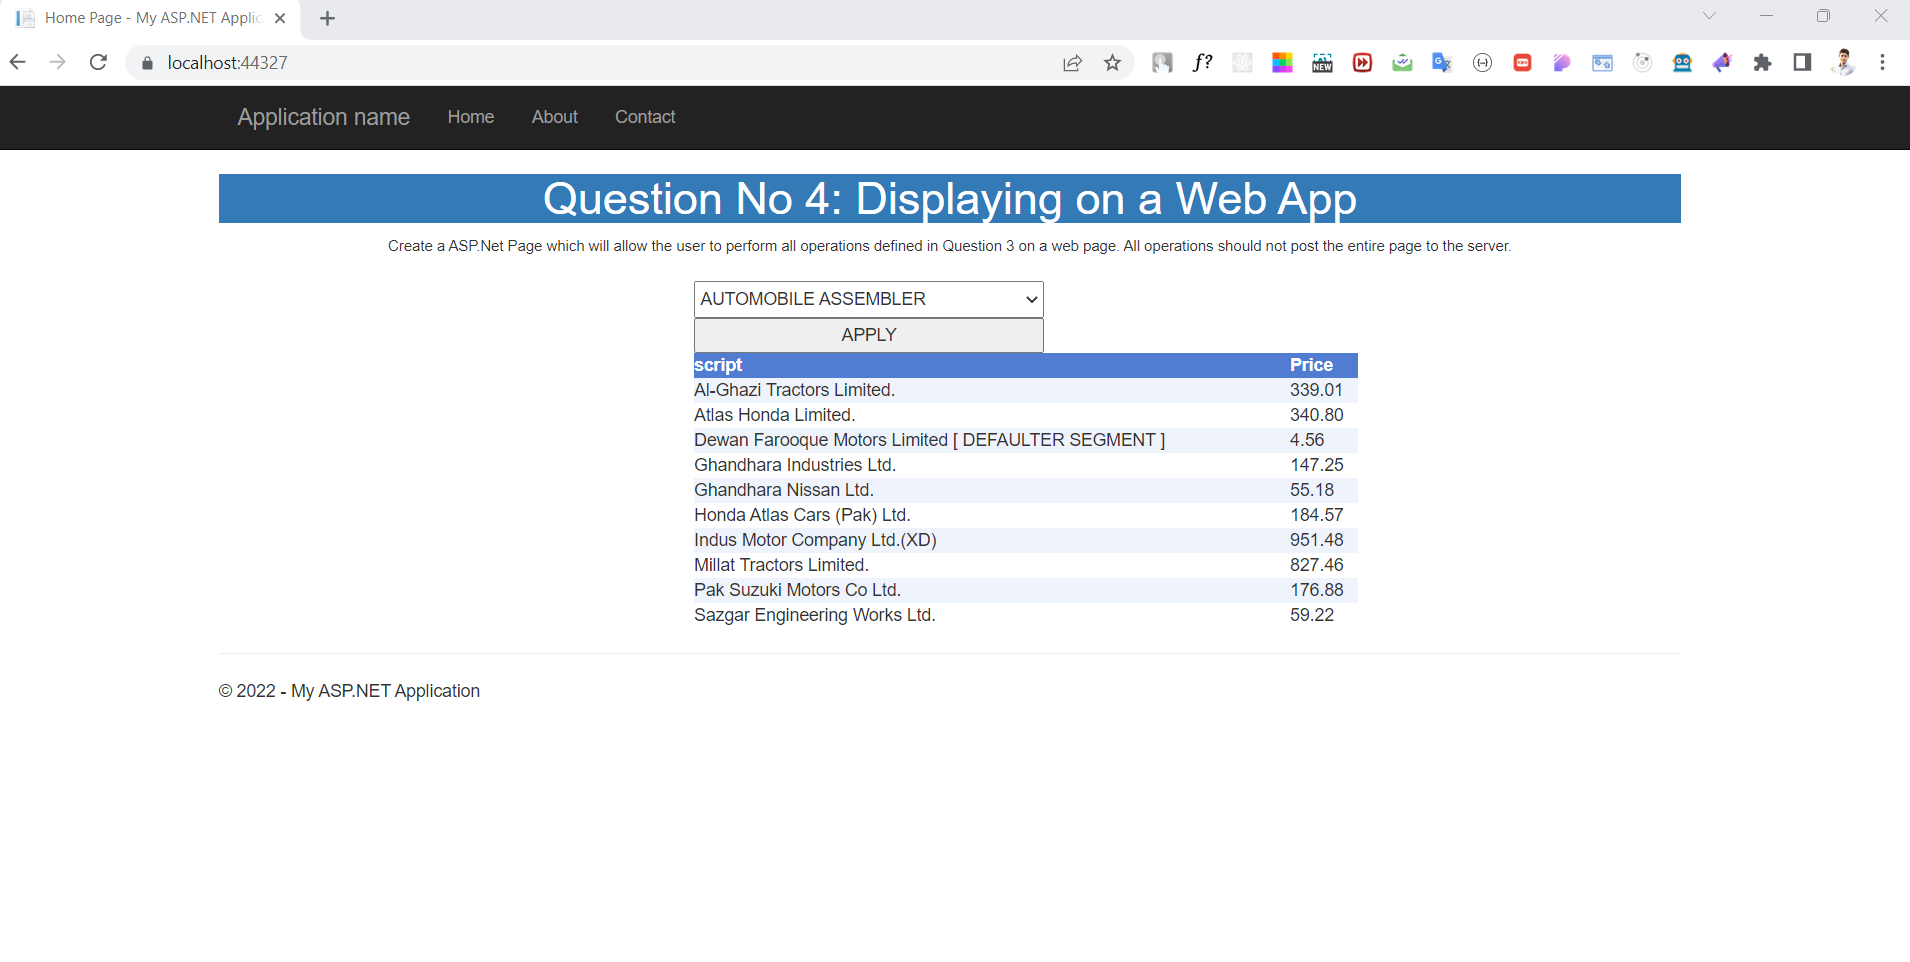 Home Page - My ASP.NET Applic
localhost:44327
f?
NEW
Application name Home About Contact
Question No 4: Displaying on a Web App
Create a ASP.Net Page which will allow the user to perform all operations defined in Question 3 on a web page. All operations should not post the entire page to the server.
AUTOMOBILE ASSEMBLER
APPLY
script Price
Al-Ghazi Tractors Limited. 339.01
Atlas Honda Limited. 340.80
Dewan Farooque Motors Limited [ DEFAULTER SEGMENT ] 4.56
Ghandhara Industries Ltd. 147.25
Ghandhara Nissan Ltd. 55.18
Honda Atlas Cars (Pak) Ltd. 184.57
Indus Motor Company Ltd.(XD) 951.48
Millat Tractors Limited. 827.46
Pak Suzuki Motors Co Ltd. 176.88
Sazgar Engineering Works Ltd. 59.22
© 2022 - My ASP.NET Application